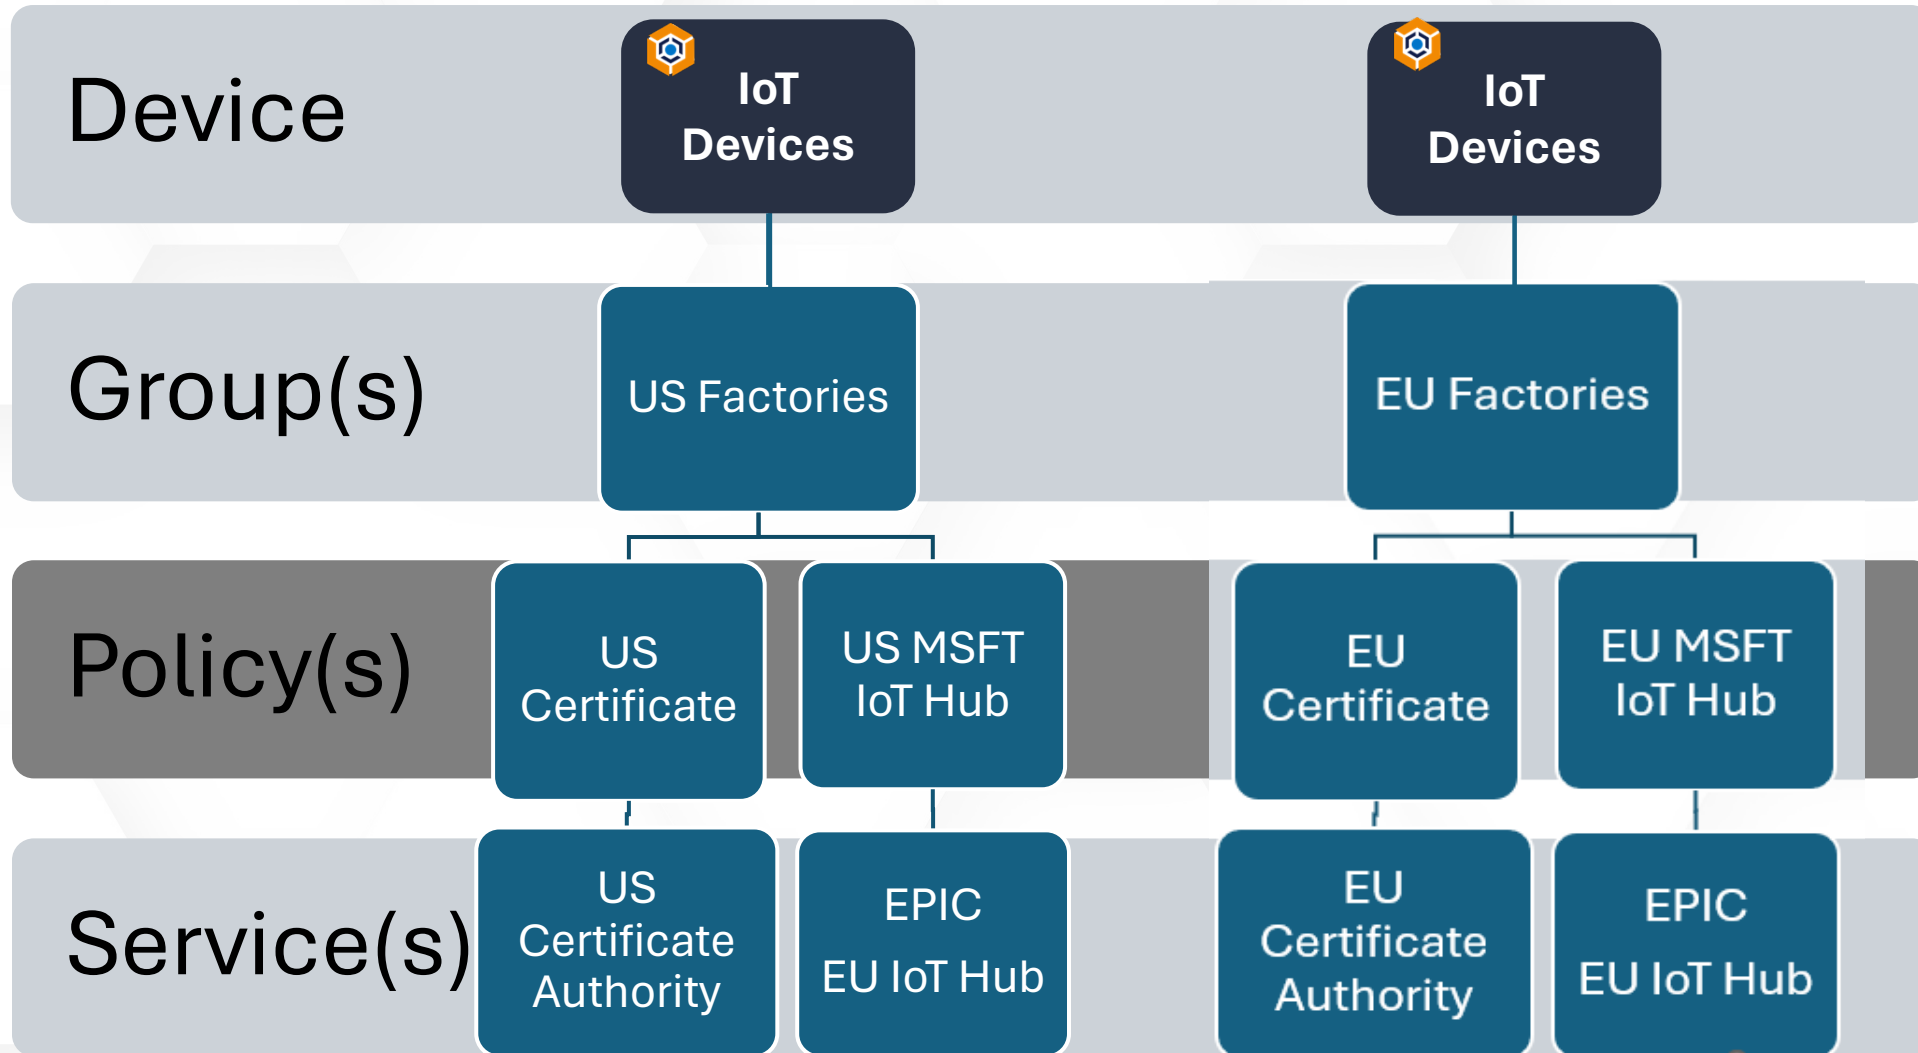 Device
IoT
Devices
IoT
Devices
Group(s)
US Factories
EU Factories
Policy(s)
US
Certificate
US MSFT
IoT Hub
EU
Certificate
EU MSFT
IoT Hub
Service(s)
US
Certificate
Authority
EPIC
EU IoT Hub
EU
Certificate
Authority
EPIC
EU IoT Hub